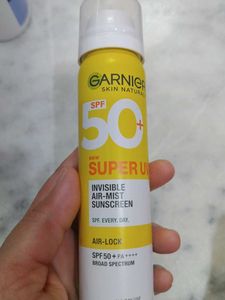 GARNIER
SKIN NATURALS
SPF
50+
NEW
SUPER UV
INVISIBLE
AIR-MIST
SUNSCREEN
SPF. EVERY. DAY.
AIR-LOCK
SPF50+ PA++++
BROAD SPECTRUM